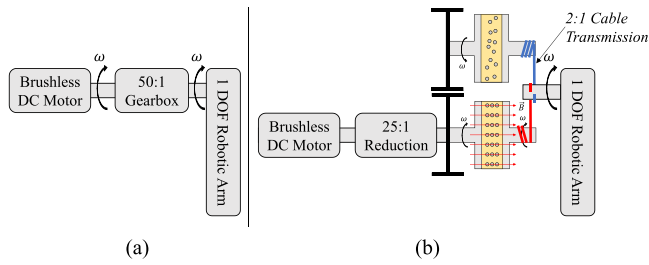 ω
ω
Brushless
DC Motor
50:1
Gearbox
1 DOF Robotic Arm
(a)
2:1 Cable
Transmission
ω
ω
Brushless
DC Motor
25:1
Reduction
ω
B
ω
1 DOF Robotic Arm
(b)